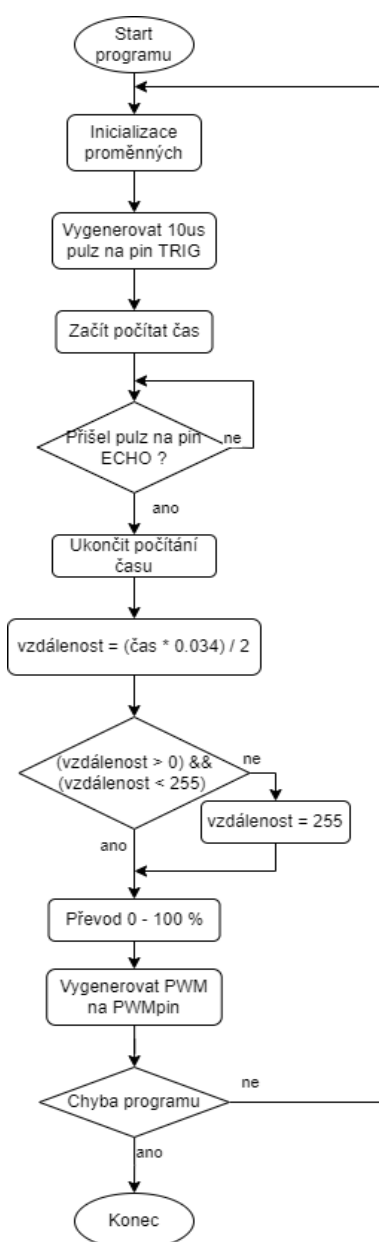 Start
programu
Inicializace
proměnných
Vygenerovat 10us
pulz na pin TRIG
Začít počítat čas
Přišel pulz na pin
ECHO ?
ne
ano
Ukončit počítání
času
vzdálenost = (čas * 0.034) / 2
(vzdálenost > 0) &&
(vzdálenost < 255)
ne
vzdálenost = 255
ano
Převod 0 - 100 %
Vygenerovat PWM
na PWMpin
Chyba programu
ne
ano
Konec